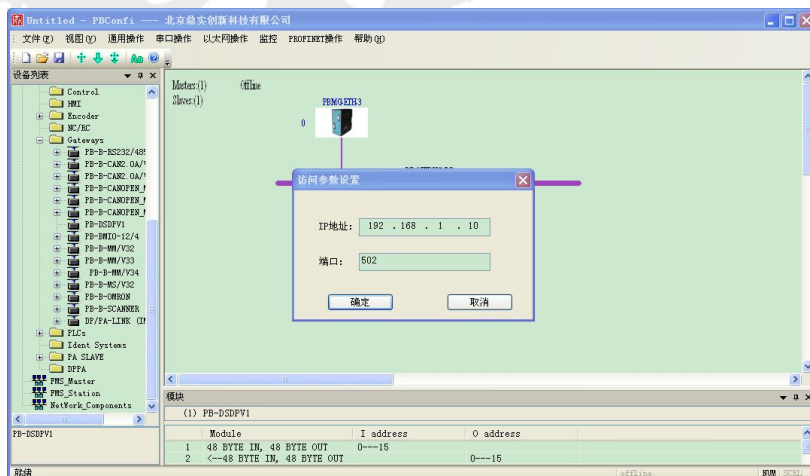 Untitled - PBConfi --- 北京鼎实创新科技有限公司
文件(F) 视图(V) 通用操作 串口操作 以太网操作 监控 PROFINET操作 帮助(H)
设备列表
Control
HMI
Encoder
NC/RC
Gateways
PB-B-RS232/485
PB-B-CAN2.0A/
PB-B-CAN2.0A/
PB-B-CANOPEN_
PB-B-CANOPEN_
PB-B-CANOPEN_
PB-DSDPV1
PB-BMIO-12/4
PB-B-MM/V32
PB-B-MM/V33
PB-B-MM/V34
PB-B-MS/V32
PB-B-OMRON
PB-B-SCANNER
DP/PA-LINK (I
PLCs
Ident Systems
PA SLAVE
DPPA
FMS_Master
FMS_Station
NetWork_Components
PB-DSDPV1
Masters:(1) Offline
Slaves:(1)
PBMG-ETH-3
0
访问参数设置
IP地址: 192 . 168 . 1 . 10
端口: 502
确定 取消
模块
(1) PB-DSDPV1
Module I address O address
1 48 BYTE IN, 48 BYTE OUT 0---15
2 <--48 BYTE IN, 48 BYTE OUT 0---15
就绪 offline NUM SCRL